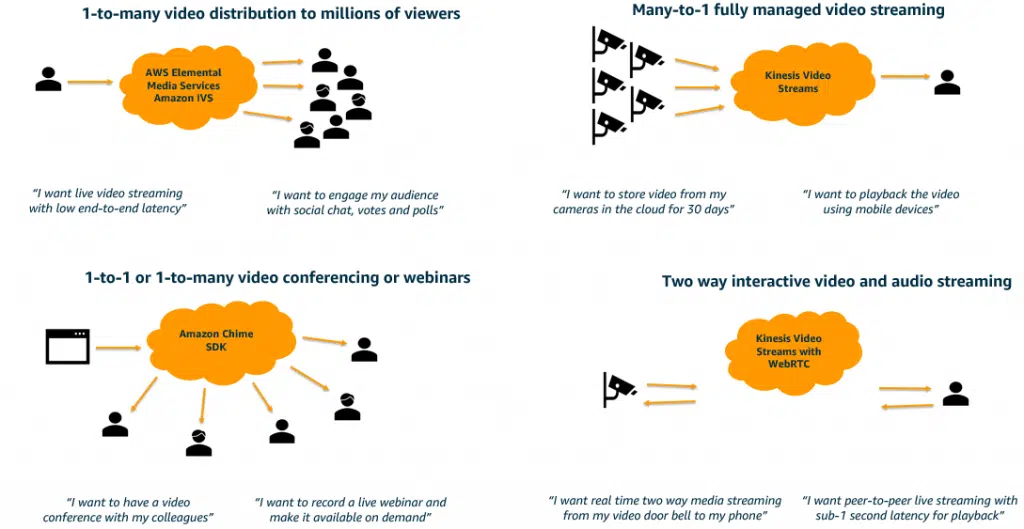 1-to-many video distribution to millions of viewers
AWS Elemental
Media Services
Amazon IVS
“I want live video streaming
with low end-to-end latency”
“I want to engage my audience
with social chat, votes and polls“
Many-to-1 fully managed video streaming
Kinesis Video
Streams
“I want to store video from my
cameras in the cloud for 30 days”
“I want to playback the video
using mobile devices”
1-to-1 or 1-to-many video conferencing or webinars
Amazon Chime
SDK
“I want to have a video
conference with my colleagues”
“I want to record a live webinar and
make it available on demand”
Two way interactive video and audio streaming
Kinesis Video
Streams with
WebRTC
“I want real time two way media streaming
from my video door bell to my phone”
“I want peer-to-peer live streaming with
sub-1 second latency for playback”